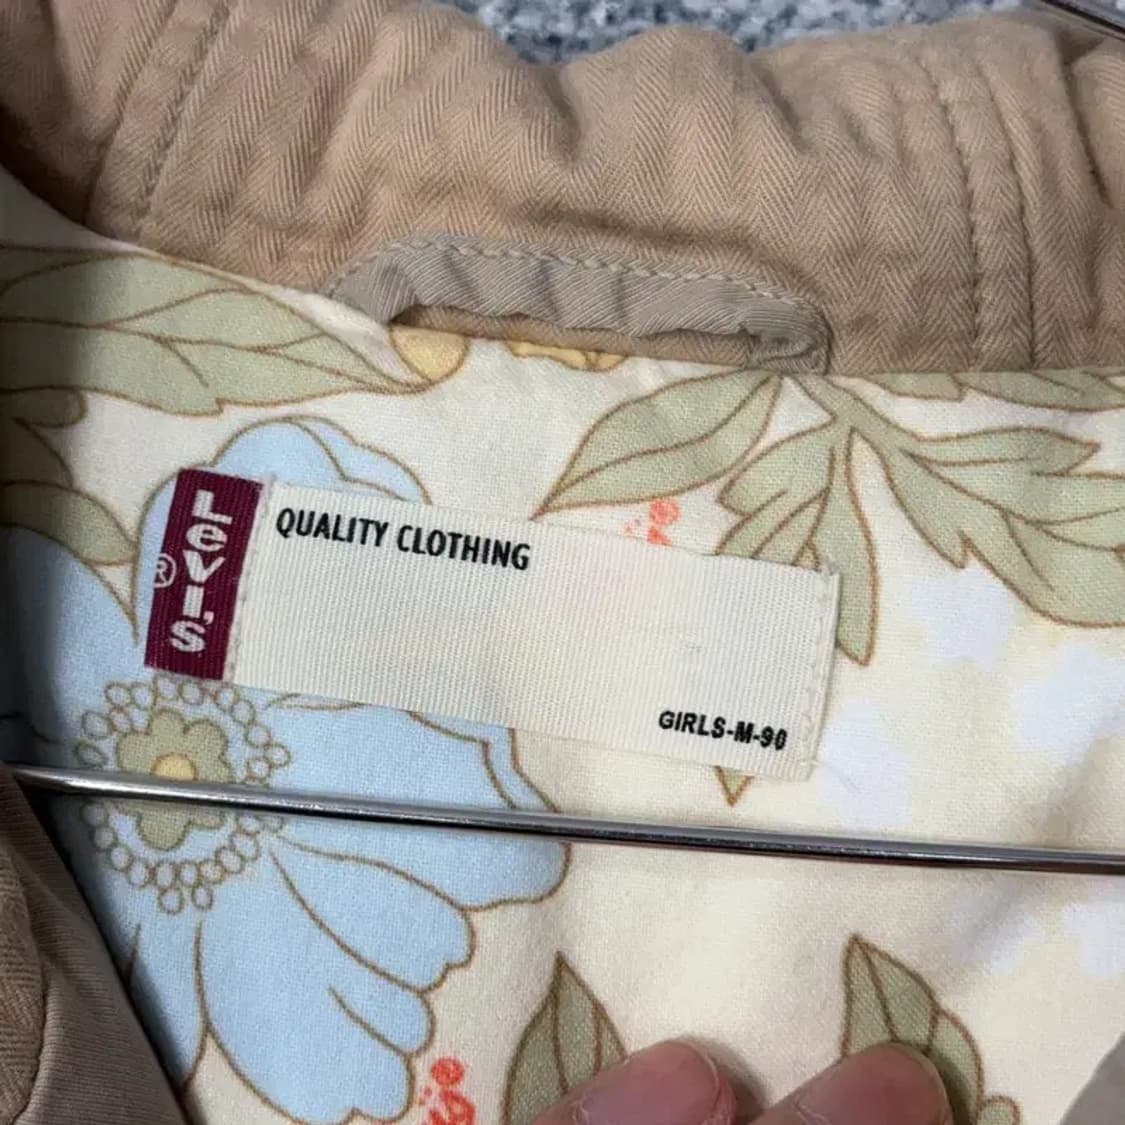 Levi's
®
QUALITY CLOTHING
GIRLS-M-90